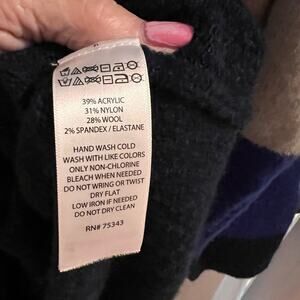 39% ACRYLIC
31% NYLON
28% WOOL
2% SPANDEX / ELASTANE
HAND WASH COLD
WASH WITH LIKE COLORS
ONLY NON-CHLORINE
BLEACH WHEN NEEDED
DO NOT WRING OR TWIST
DRY FLAT
LOW IRON IF NEEDED
DO NOT DRY CLEAN
RN# 75343